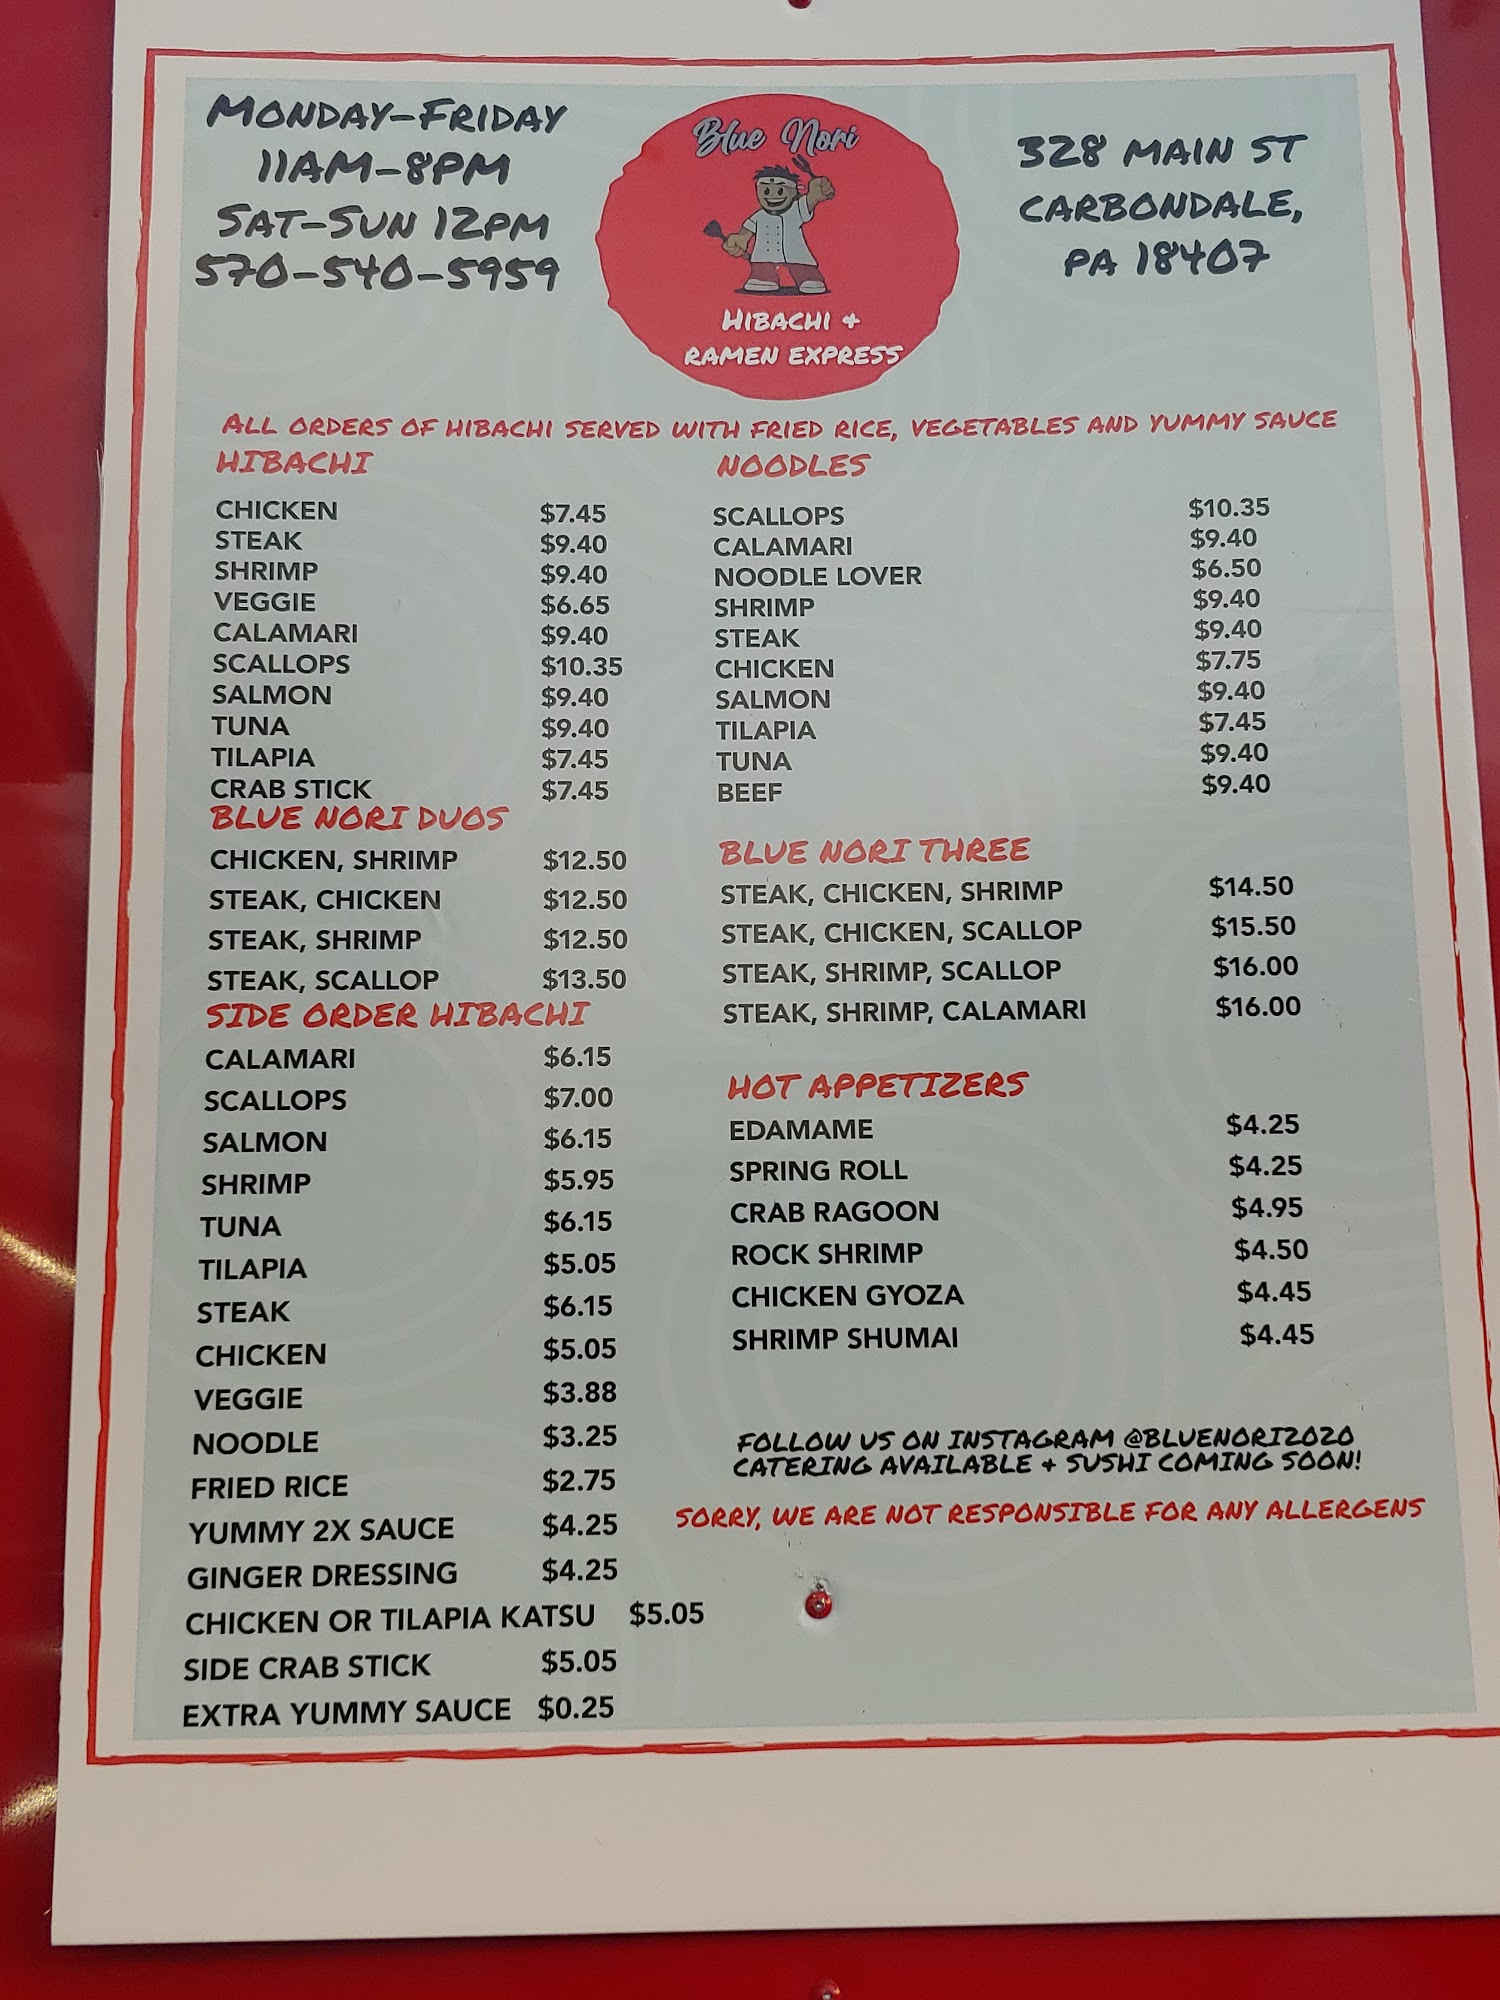 MONDAY-FRIDAY
11AM-8PM
SAT-SUN 12PM
570-540-5959
Blue Nori
HIBACHI +
RAMEN EXPRESS
328 MAIN ST
CARBONDALE,
PA 18407
ALL ORDERS OF HIBACHI SERVED WITH FRIED RICE, VEGETABLES AND YUMMY SAUCE
HIBACHI
CHICKEN $7.45
STEAK $9.40
SHRIMP $9.40
VEGGIE $6.65
CALAMARI $9.40
SCALLOPS $10.35
SALMON $9.40
TUNA $9.40
TILAPIA $7.45
CRAB STICK $7.45
BLUE NORI DUOS
CHICKEN, SHRIMP $12.50
STEAK, CHICKEN $12.50
STEAK, SHRIMP $12.50
STEAK, SCALLOP $13.50
SIDE ORDER HIBACHI
CALAMARI $6.15
SCALLOPS $7.00
SALMON $6.15
SHRIMP $5.95
TUNA $6.15
TILAPIA $5.05
STEAK $6.15
CHICKEN $5.05
VEGGIE $3.88
NOODLE $3.25
FRIED RICE $2.75
YUMMY 2X SAUCE $4.25
GINGER DRESSING $4.25
CHICKEN OR TILAPIA KATSU $5.05
SIDE CRAB STICK $5.05
EXTRA YUMMY SAUCE $0.25
NOODLES
SCALLOPS $10.35
CALAMARI $9.40
NOODLE LOVER $6.50
SHRIMP $9.40
STEAK $9.40
CHICKEN $7.75
SALMON $9.40
TILAPIA $7.45
TUNA $9.40
BEEF $9.40
BLUE NORI THREE
STEAK, CHICKEN, SHRIMP $14.50
STEAK, CHICKEN, SCALLOP $15.50
STEAK, SHRIMP, SCALLOP $16.00
STEAK, SHRIMP, CALAMARI $16.00
HOT APPETIZERS
EDAMAME $4.25
SPRING ROLL $4.25
CRAB RAGOON $4.95
ROCK SHRIMP $4.50
CHICKEN GYOZA $4.45
SHRIMP SHUMAI $4.45
FOLLOW US ON INSTAGRAM @BLUENORI2020
CATERING AVAILABLE + SUSHI COMING SOON!
SORRY, WE ARE NOT RESPONSIBLE FOR ANY ALLERGENS